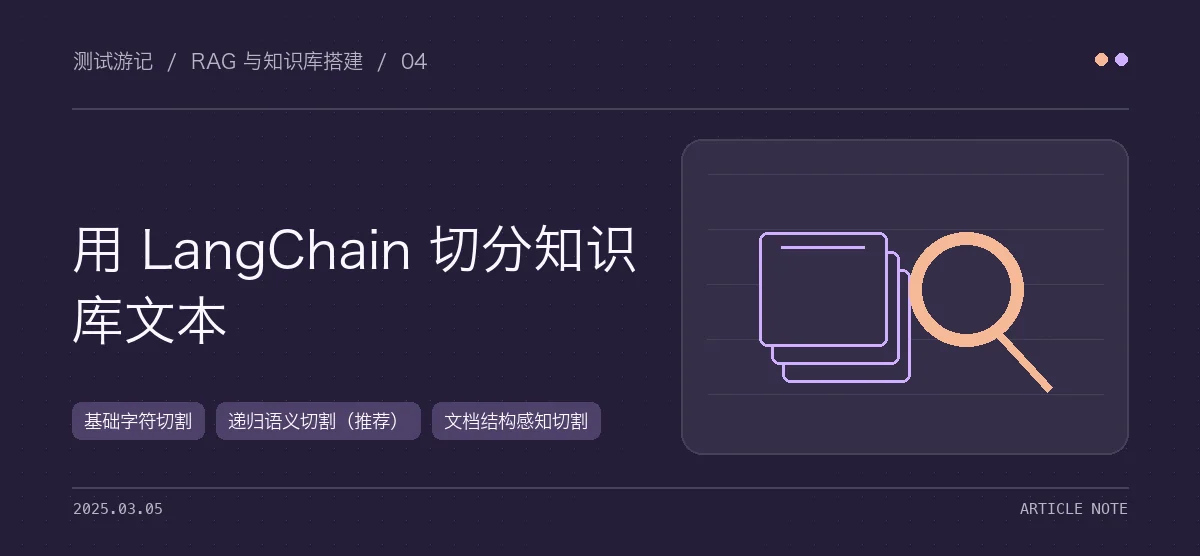 测试游记 / RAG 与知识库搭建 / 04
用 LangChain 切分知识
库文本
基础字符切割 递归语义切割（推荐） 文档结构感知切割
2025.03.05 ARTICLE NOTE